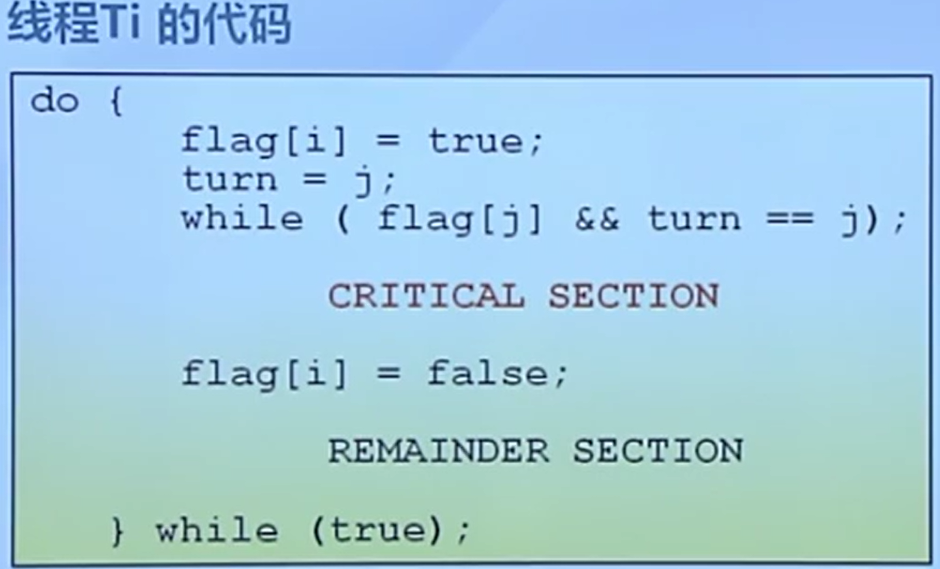 线程Ti 的代码
do {
flag[i] = true;
turn = j;
while ( flag[j] && turn == j);
CRITICAL SECTION
flag[i] = false;
REMAINDER SECTION
} while (true);